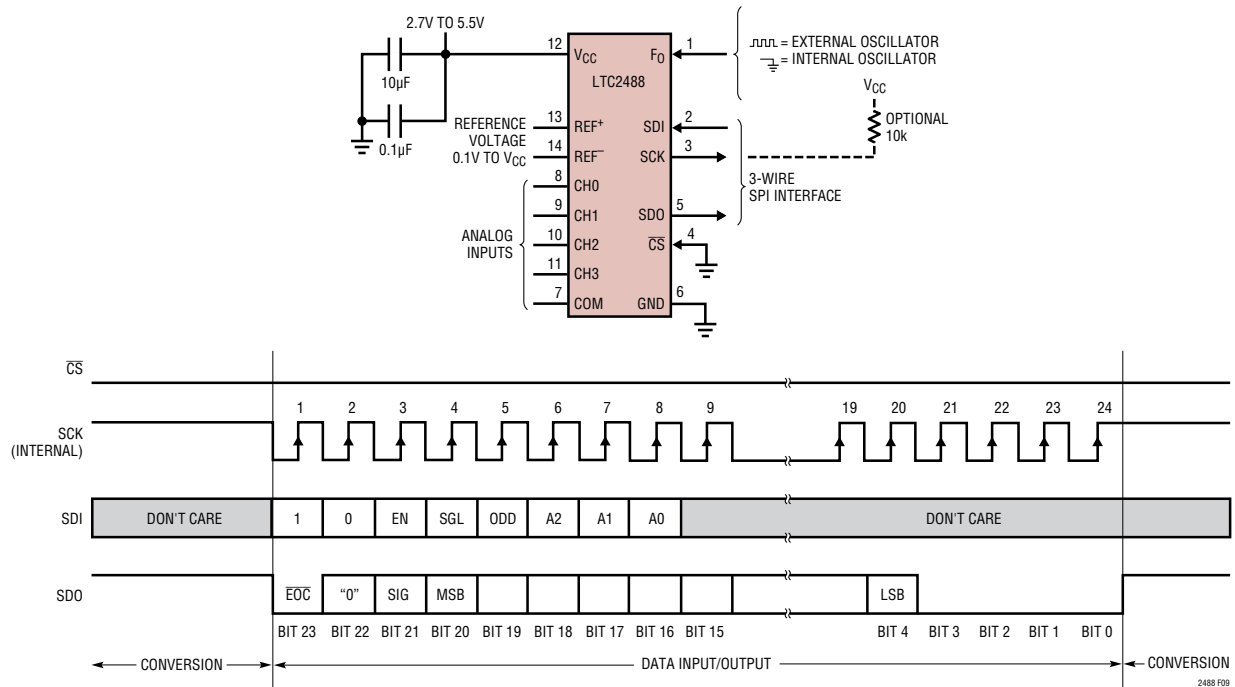 2.7V TO 5.5V
10µF
0.1µF
REFERENCE
VOLTAGE
0.1V TO VCC
ANALOG
INPUTS
12
VCC
13
REF+
14
REF–
8
CH0
9
CH1
10
CH2
11
CH3
7
COM
LTC2488
FO
1
SDI
2
SCK
3
SDO
5
CS
4
GND
6
= EXTERNAL OSCILLATOR
= INTERNAL OSCILLATOR
VCC
OPTIONAL
10k
3-WIRE
SPI INTERFACE
CS
SCK
(INTERNAL)
1 2 3 4 5 6 7 8 9 19 20 21 22 23 24
SDI
DON'T CARE 1 0 EN SGL ODD A2 A1 A0 DON'T CARE
SDO
EOC "0" SIG MSB LSB
BIT 23 BIT 22 BIT 21 BIT 20 BIT 19 BIT 18 BIT 17 BIT 16 BIT 15 BIT 4 BIT 3 BIT 2 BIT 1 BIT 0
CONVERSION DATA INPUT/OUTPUT CONVERSION
2488 F09